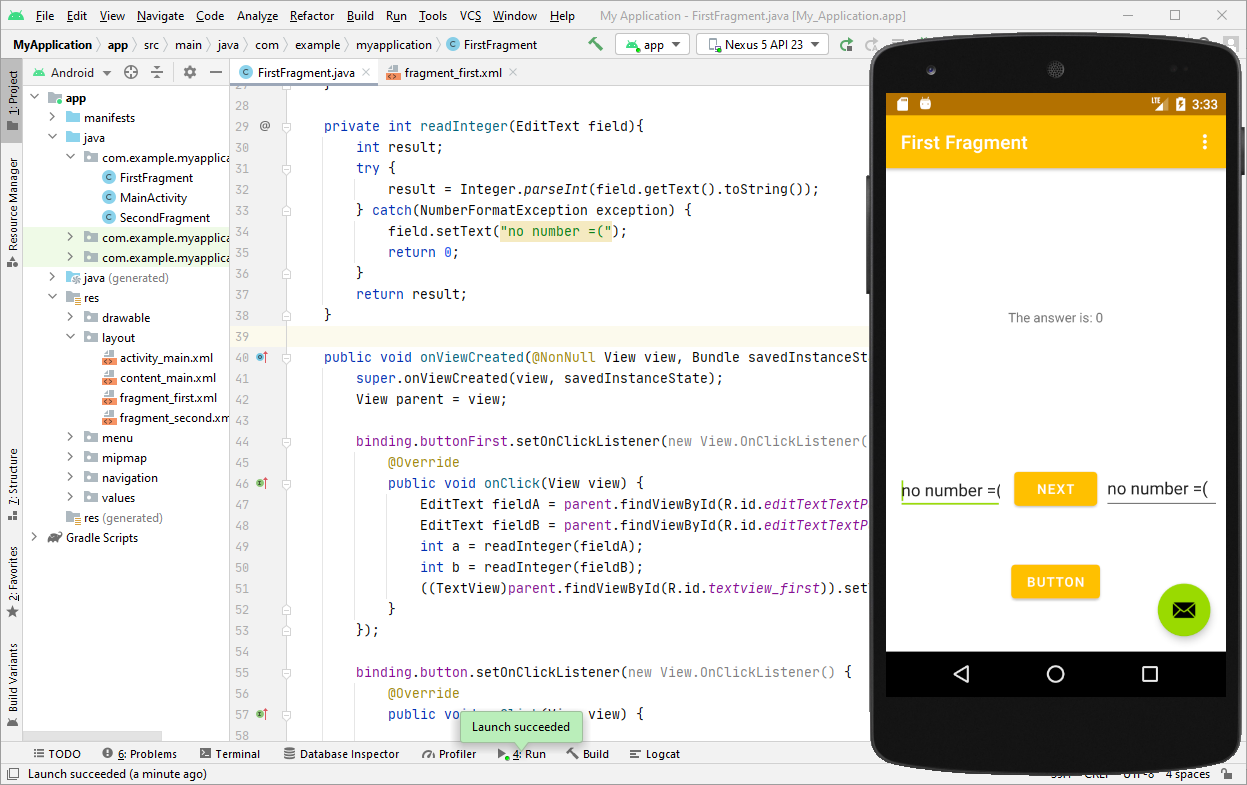 File Edit View Navigate Code Analyze Refactor Build Run Tools VCS Window Help My Application - FirstFragment.java [My_Application.app]
MyApplication app src main java com example myapplication FirstFragment app Nexus 5 API 23
Android FirstFragment.java fragment_first.xml
1: Project
Resource Manager
7: Structure
2: Favorites
Build Variants
app
manifests
java
com.example.myapplica
FirstFragment
MainActivity
SecondFragment
com.example.myapplica
com.example.myapplica
java (generated)
res
drawable
layout
activity_main.xml
content_main.xml
fragment_first.xml
fragment_second.xm
menu
mipmap
navigation
values
res (generated)
Gradle Scripts
27 }
28
29 @ private int readInteger(EditText field){
30 int result;
31 try {
32 result = Integer.parseInt(field.getText().toString());
33 } catch(NumberFormatException exception) {
34 field.setText("no number =(");
35 return 0;
36 }
37 return result;
38 }
39
40 public void onViewCreated(@NonNull View view, Bundle savedInstanceSt
41 super.onViewCreated(view, savedInstanceState);
42 View parent = view;
43
44 binding.buttonFirst.setOnClickListener(new View.OnClickListener(
45 @Override
46 public void onClick(View view) {
47 EditText fieldA = parent.findViewById(R.id.editTextTextP
48 EditText fieldB = parent.findViewById(R.id.editTextTextP
49 int a = readInteger(fieldA);
50 int b = readInteger(fieldB);
51 ((TextView)parent.findViewById(R.id.textview_first)).setT
52 }
53 });
54
55 binding.button.setOnClickListener(new View.OnClickListener() {
56 @Override
57 public void View view) {
58
Launch succeeded
LTE 3:33
First Fragment
The answer is: 0
no number =( NEXT no number =(
BUTTON
TODO 6: Problems Terminal Database Inspector Profiler 4: Run Build Logcat
Launch succeeded (a minute ago) UTF-8 4 spaces